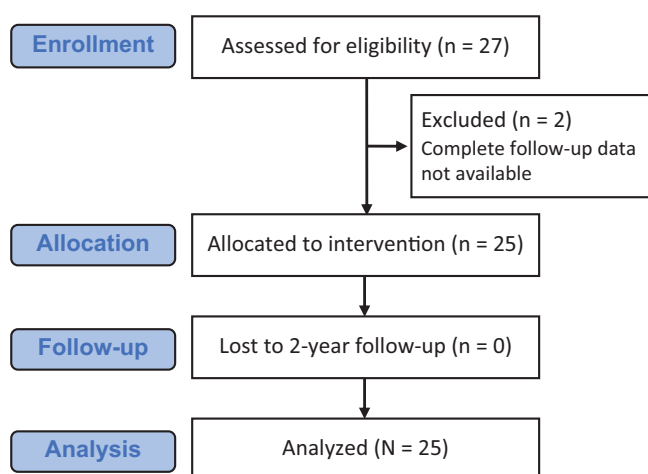 Enrollment
Assessed for eligibility (n = 27)
Excluded (n = 2)
Complete follow-up data
not available
Allocation
Allocated to intervention (n = 25)
Follow-up
Lost to 2-year follow-up (n = 0)
Analysis
Analyzed (N = 25)